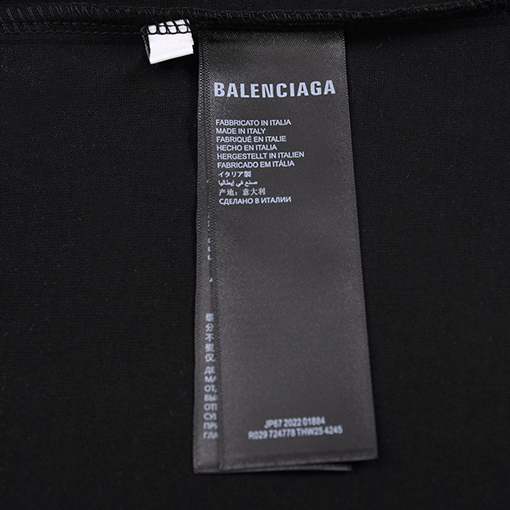 BALENCIAGA
FABBRICATO IN ITALIA
MADE IN ITALY
FABRIQUÉ EN ITALIE
HECHO EN ITALIA
HERGESTELLT IN ITALIEN
FABRICADO EM ITÁLIA
イタリア製
صنع في إيطاليا
产地：意大利
СДЕЛАНО В ИТАЛИИ
JP67 2022 01884
R029 724778 THW25 4245